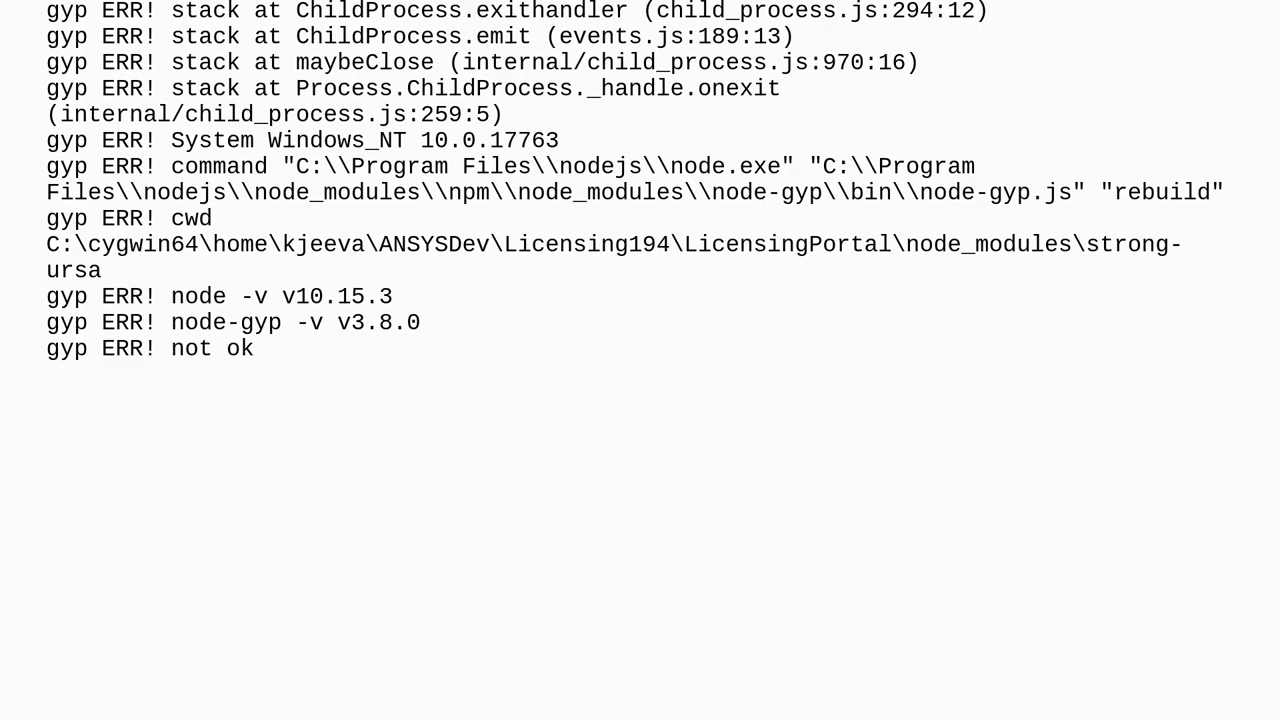 gyp ERR! stack at ChildProcess.exithandler (child_process.js:294:12)
gyp ERR! stack at ChildProcess.emit (events.js:189:13)
gyp ERR! stack at maybeClose (internal/child_process.js:970:16)
gyp ERR! stack at Process.ChildProcess._handle.onexit
(internal/child_process.js:259:5)
gyp ERR! System Windows_NT 10.0.17763
gyp ERR! command "C:\\Program Files\\nodejs\\node.exe" "C:\\Program
Files\\nodejs\\node_modules\\npm\\node_modules\\node-gyp\\bin\\node-gyp.js" "rebuild"
gyp ERR! cwd
C:\cygwin64\home\kjeeva\ANSYSDev\Licensing194\LicensingPortal\node_modules\strong-
ursa
gyp ERR! node -v v10.15.3
gyp ERR! node-gyp -v v3.8.0
gyp ERR! not ok